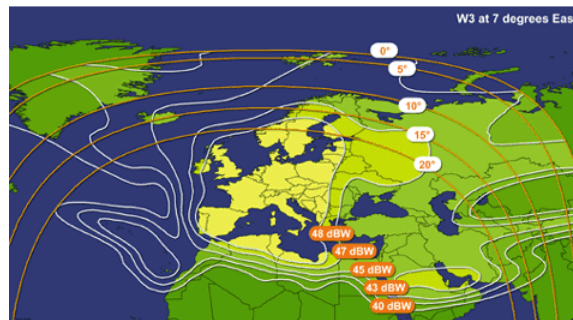 W3 at 7 degrees Eas
0°
5°
10°
15°
20°
48 dBW
47 dBW
45 dBW
43 dBW
40 dBW